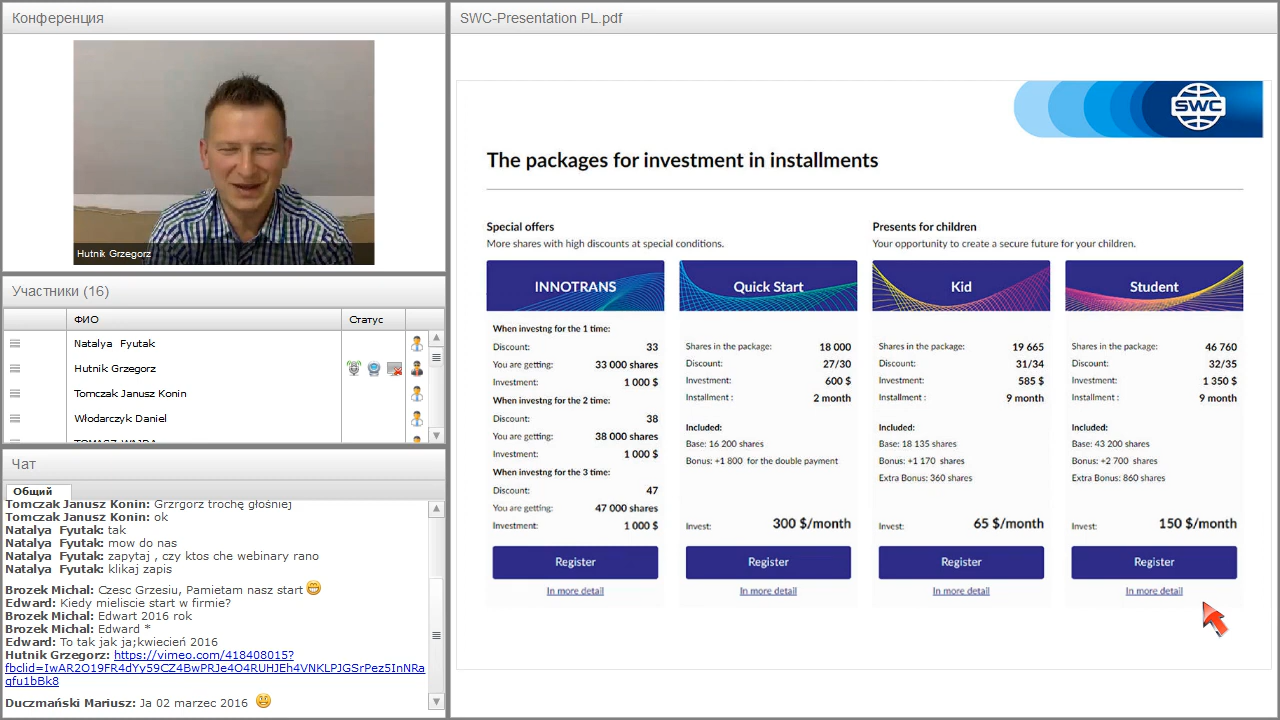 Конференция
Hutnik Grzegorz
Участники (16)
ФИО
Статус
Natalya Fyutak
Hutnik Grzegorz
Tomczak Janusz Konin
Włodarczyk Daniel
Чат
Общий
Tomczak Janusz Konin: Grzrgorz trochę głośniej
Tomczak Janusz Konin: ok
Natalya Fyutak: tak
Natalya Fyutak: mow do nas
Natalya Fyutak: zapytaj , czy ktos che webinary rano
Natalya Fyutak: klikaj zapis
Brozek Michal: Czesc Grzesiu, Pamietam nasz start
Edward: Kiedy mieliscie start w firmie?
Brozek Michal: Edwart 2016 rok
Brozek Michal: Edward *
Edward: To tak jak ja;kwiecień 2016
Hutnik Grzegorz: https://vimeo.com/418408015?
fbclid=IwAR2O19FR4dYy59CZ4BwPRJe4O4RUHJEh4VNKLPJGSrPez5InNRa
gfu1bBk8
Duczmański Mariusz: Ja 02 marzec 2016
SWC-Presentation PL.pdf
SWC
The packages for investment in installments
Special offers
More shares with high discounts at special conditions.
INNOTRANS
When investng for the 1 time:
Discount: 33
You are getting: 33 000 shares
Investment: 1 000 $
When investng for the 2 time:
Discount: 38
You are getting: 38 000 shares
Investment: 1 000 $
When investng for the 3 time:
Discount: 47
You are getting: 47 000 shares
Investment: 1 000 $
Register
In more detail
Quick Start
Shares in the package: 18 000
Discount: 27/30
Investment: 600 $
Installment : 2 month
Included:
Base: 16 200 shares
Bonus: +1 800 for the double payment
Invest: 300 $/month
Register
In more detail
Presents for children
Your opportunity to create a secure future for your children.
Kid
Shares in the package: 19 665
Discount: 31/34
Investment: 585 $
Installment : 9 month
Included:
Base: 18 135 shares
Bonus: +1 170 shares
Extra Bonus: 360 shares
Invest: 65 $/month
Register
In more detail
Student
Shares in the package: 46 760
Discount: 32/35
Investment: 1 350 $
Installment : 9 month
Included:
Base: 43 200 shares
Bonus: +2 700 shares
Extra Bonus: 860 shares
Invest: 150 $/month
Register
In more detail